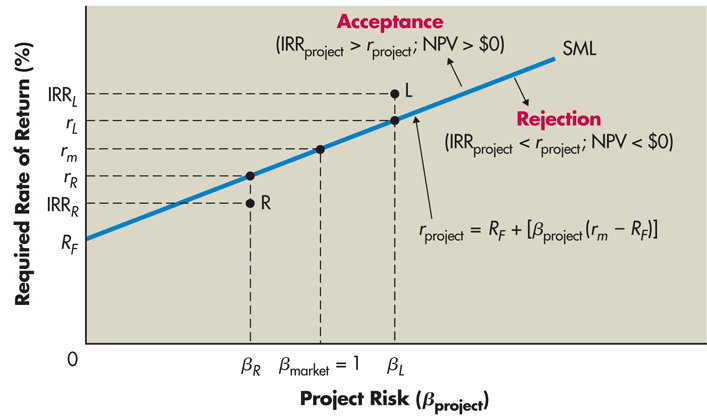 Acceptance
(IRRproject > rproject; NPV > $0)
SML
Required Rate of Return (%)
IRRL
L
rL
Rejection
(IRRproject < rproject; NPV < $0)
rm
rR
IRRR
R
rproject = RF + [βproject(rm − RF)]
RF
0
βR
βmarket = 1
βL
Project Risk (βproject)